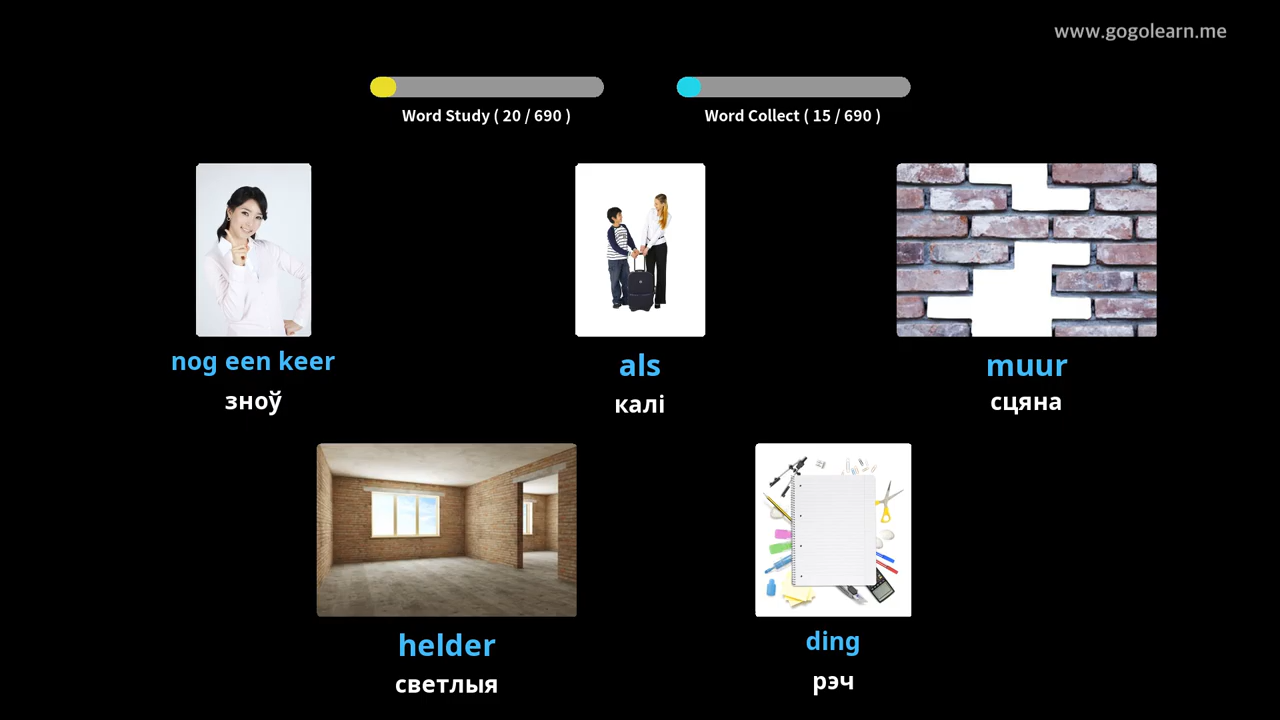 www.gogolearn.me
Word Study ( 20 / 690 )
Word Collect ( 15 / 690 )
nog een keer
зноў
als
калі
muur
сцяна
helder
светлыя
ding
рэч